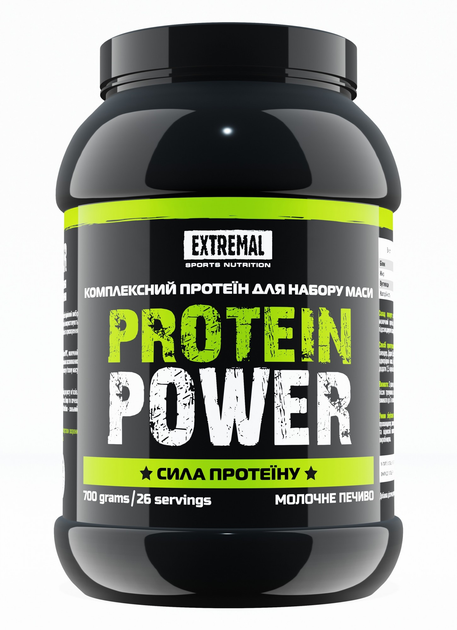 EXTREMAL
SPORTS NUTRITION
КОМПЛЕКСНИЙ ПРОТЕЇН ДЛЯ НАБОРУ МАСИ
PROTEIN
POWER
★ СИЛА ПРОТЕЇНУ ★
700 grams/26 servings
МОЛОЧНЕ ПЕЧИВО